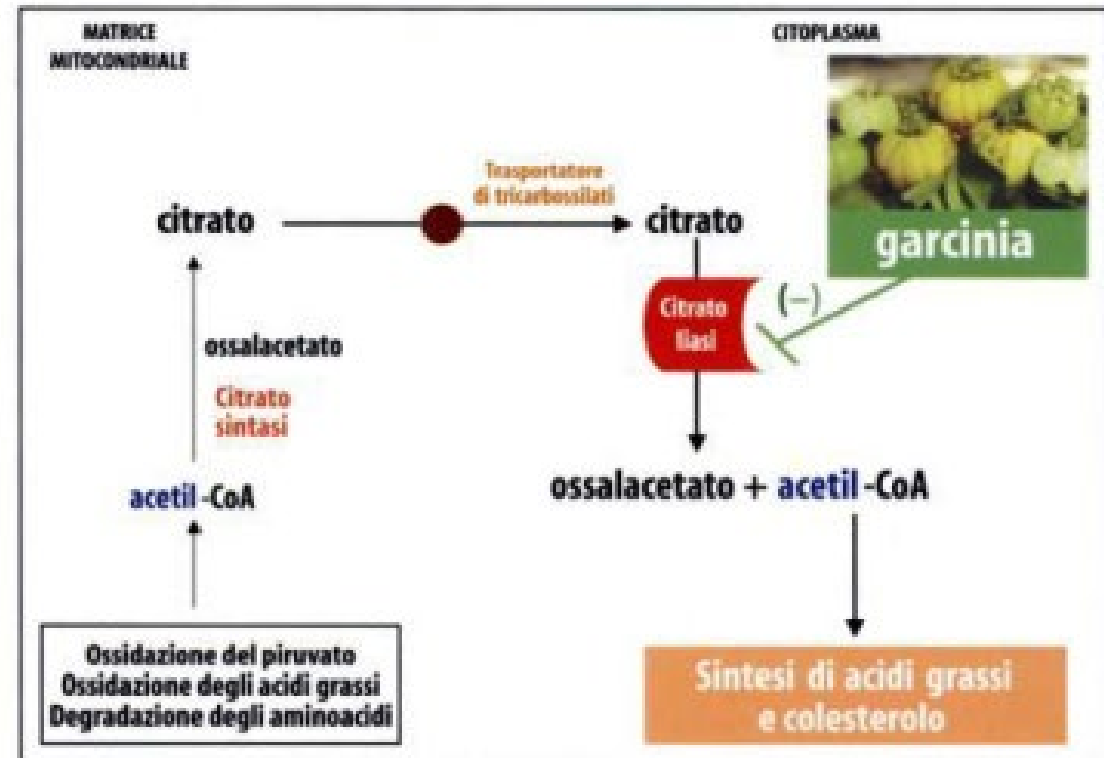 MATRICE
MITOCONDRIALE
CITOPLASMA
Trasportatore
di tricarbossilati
citrato
citrato
garcinia
(−)
Citrato
liasi
ossalacetato
Citrato
sintasi
acetil-CoA
ossalacetato + acetil-CoA
Ossidazione del piruvato
Ossidazione degli acidi grassi
Degradazione degli aminoacidi
Sintesi di acidi grassi
e colesterolo